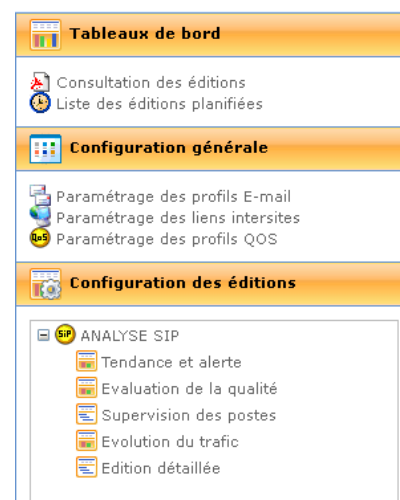 Tableaux de bord
Consultation des éditions
Liste des éditions planifiées
Configuration générale
Paramétrage des profils E-mail
Paramétrage des liens intersites
QoS Paramétrage des profils QOS
Configuration des éditions
SIP ANALYSE SIP
Tendance et alerte
Evaluation de la qualité
Supervision des postes
Evolution du trafic
Edition détaillée